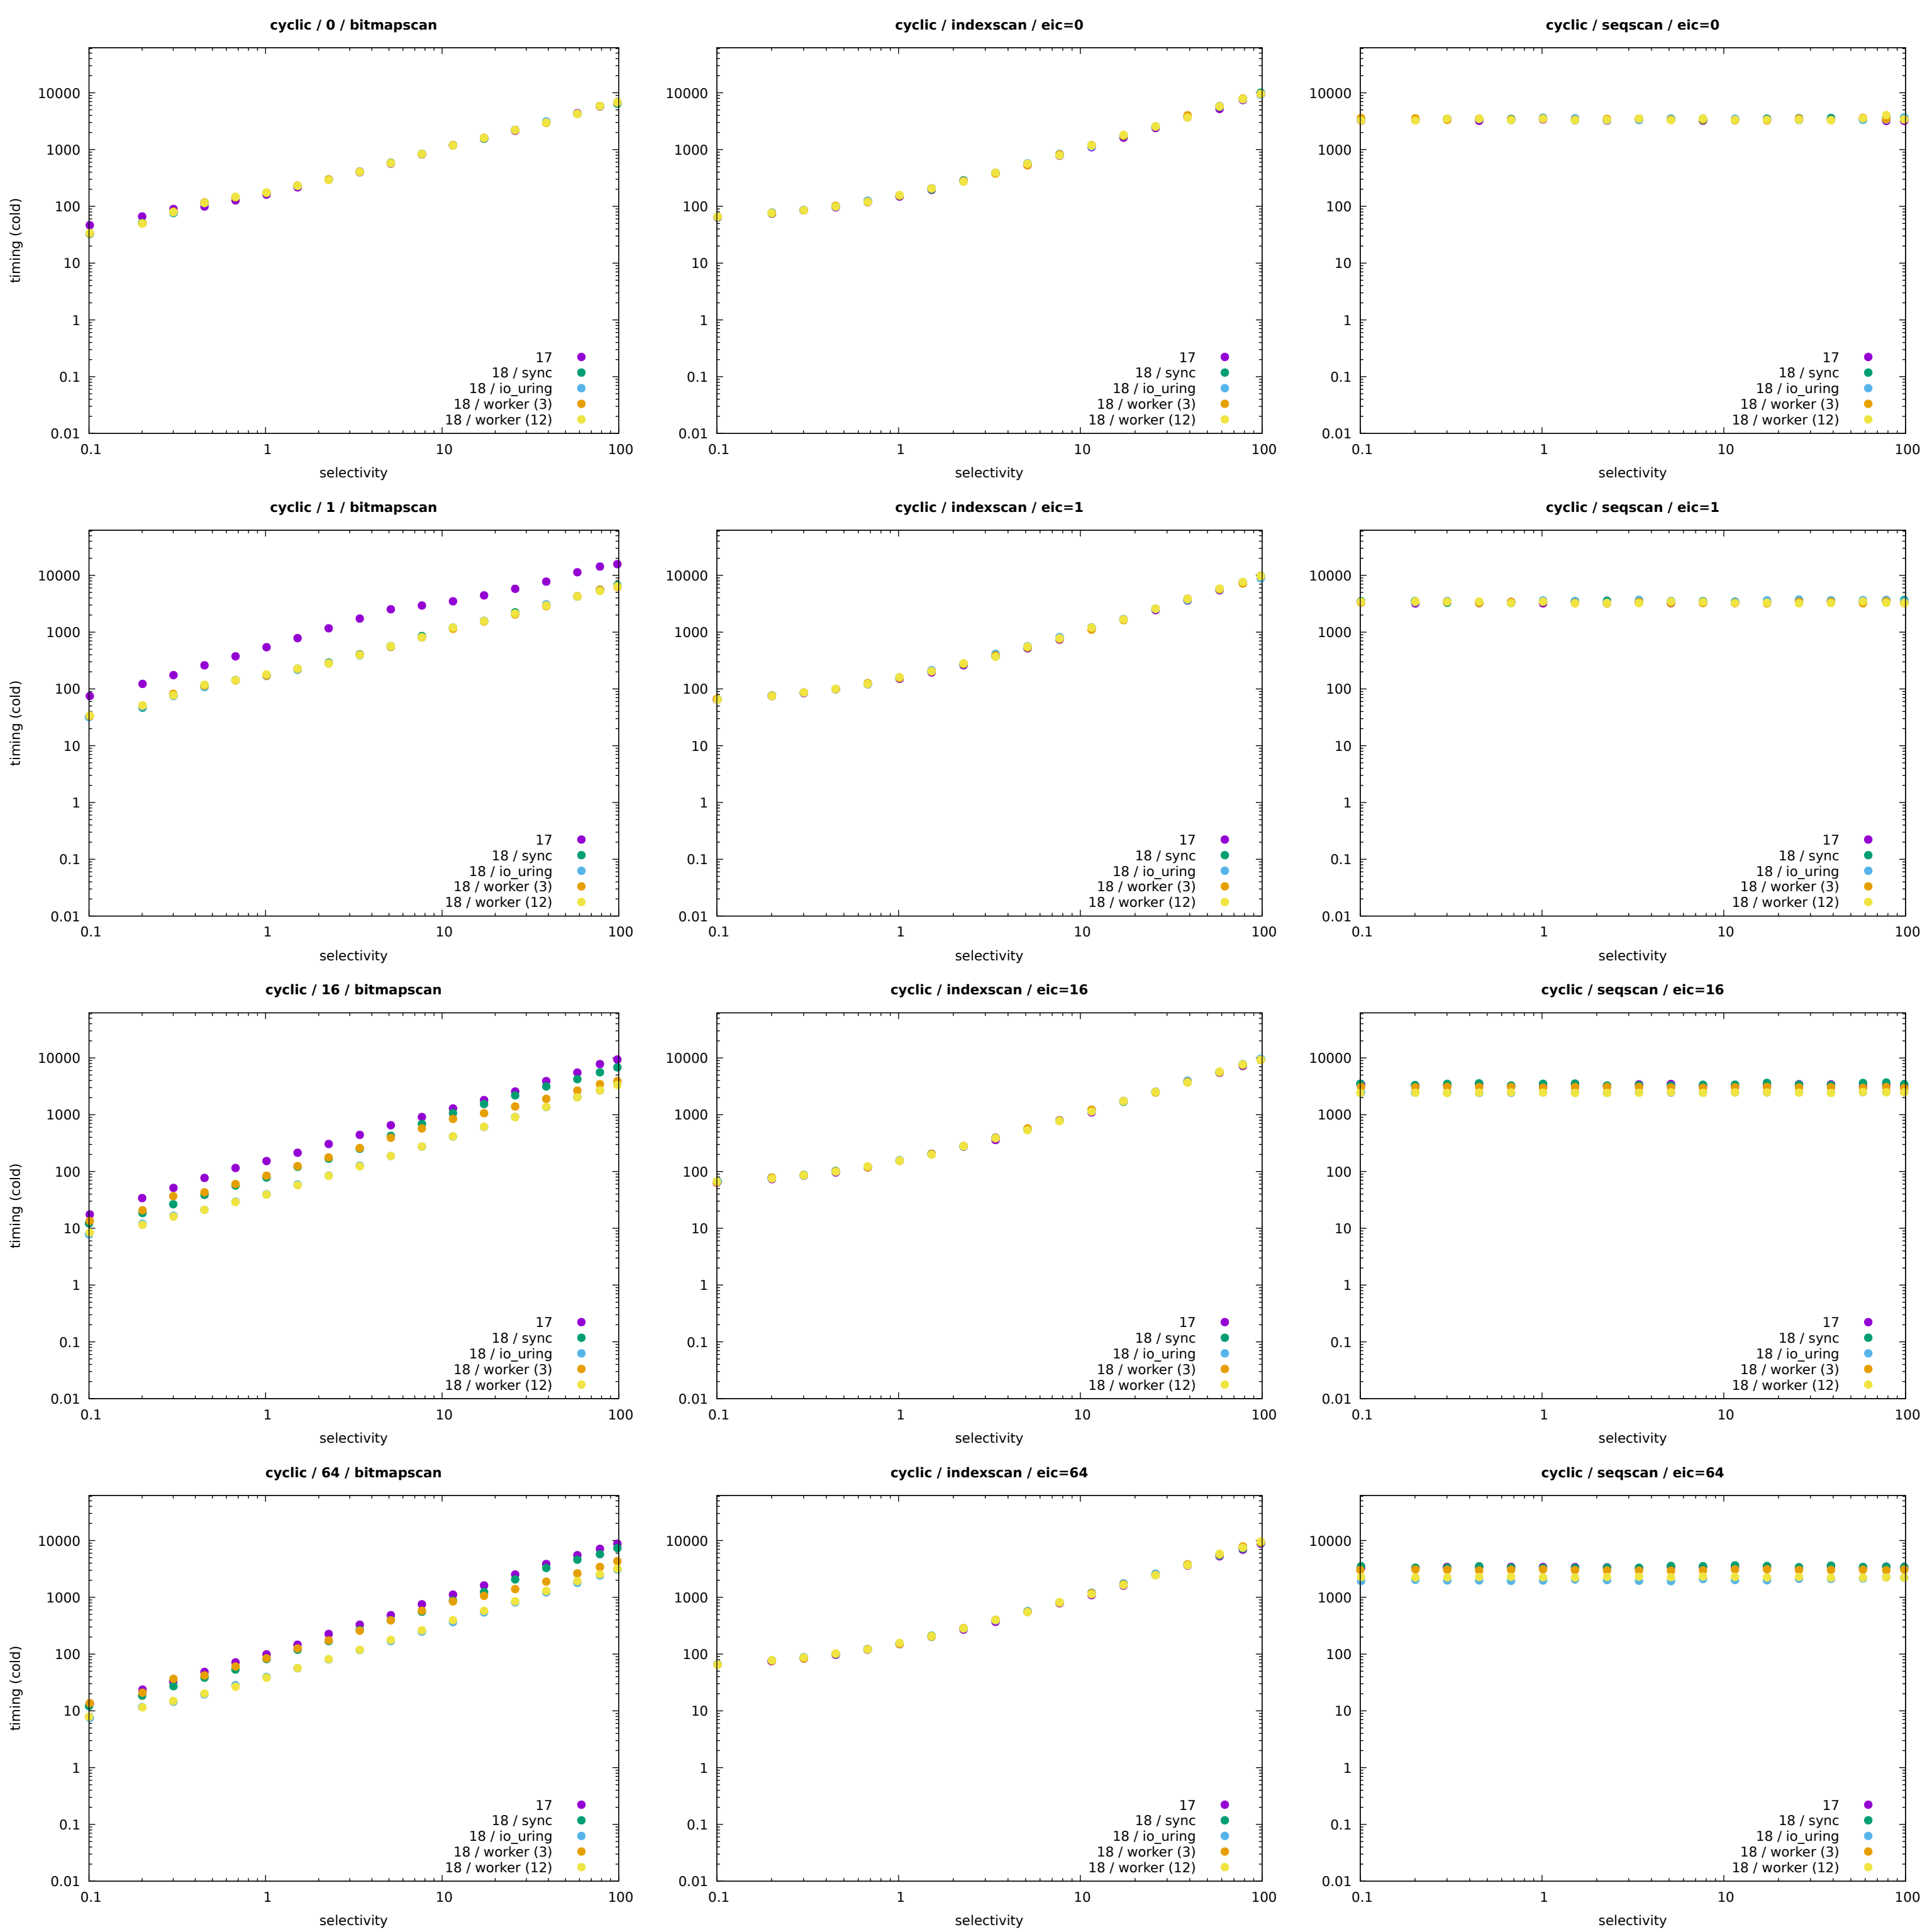 cyclic / 0 / bitmapscan
timing (cold)
10000
1000
100
10
1
0.1
0.01
17
18 / sync
18 / io_uring
18 / worker (3)
18 / worker (12)
0.1 1 10 100
selectivity
cyclic / indexscan / eic=0
10000
1000
100
10
1
0.1
0.01
17
18 / sync
18 / io_uring
18 / worker (3)
18 / worker (12)
0.1 1 10 100
selectivity
cyclic / seqscan / eic=0
10000
1000
100
10
1
0.1
0.01
17
18 / sync
18 / io_uring
18 / worker (3)
18 / worker (12)
0.1 1 10 100
selectivity
cyclic / 1 / bitmapscan
timing (cold)
10000
1000
100
10
1
0.1
0.01
17
18 / sync
18 / io_uring
18 / worker (3)
18 / worker (12)
0.1 1 10 100
selectivity
cyclic / indexscan / eic=1
10000
1000
100
10
1
0.1
0.01
17
18 / sync
18 / io_uring
18 / worker (3)
18 / worker (12)
0.1 1 10 100
selectivity
cyclic / seqscan / eic=1
10000
1000
100
10
1
0.1
0.01
17
18 / sync
18 / io_uring
18 / worker (3)
18 / worker (12)
0.1 1 10 100
selectivity
cyclic / 16 / bitmapscan
timing (cold)
10000
1000
100
10
1
0.1
0.01
17
18 / sync
18 / io_uring
18 / worker (3)
18 / worker (12)
0.1 1 10 100
selectivity
cyclic / indexscan / eic=16
10000
1000
100
10
1
0.1
0.01
17
18 / sync
18 / io_uring
18 / worker (3)
18 / worker (12)
0.1 1 10 100
selectivity
cyclic / seqscan / eic=16
10000
1000
100
10
1
0.1
0.01
17
18 / sync
18 / io_uring
18 / worker (3)
18 / worker (12)
0.1 1 10 100
selectivity
cyclic / 64 / bitmapscan
timing (cold)
10000
1000
100
10
1
0.1
0.01
17
18 / sync
18 / io_uring
18 / worker (3)
18 / worker (12)
0.1 1 10 100
selectivity
cyclic / indexscan / eic=64
10000
1000
100
10
1
0.1
0.01
17
18 / sync
18 / io_uring
18 / worker (3)
18 / worker (12)
0.1 1 10 100
selectivity
cyclic / seqscan / eic=64
10000
1000
100
10
1
0.1
0.01
17
18 / sync
18 / io_uring
18 / worker (3)
18 / worker (12)
0.1 1 10 100
selectivity